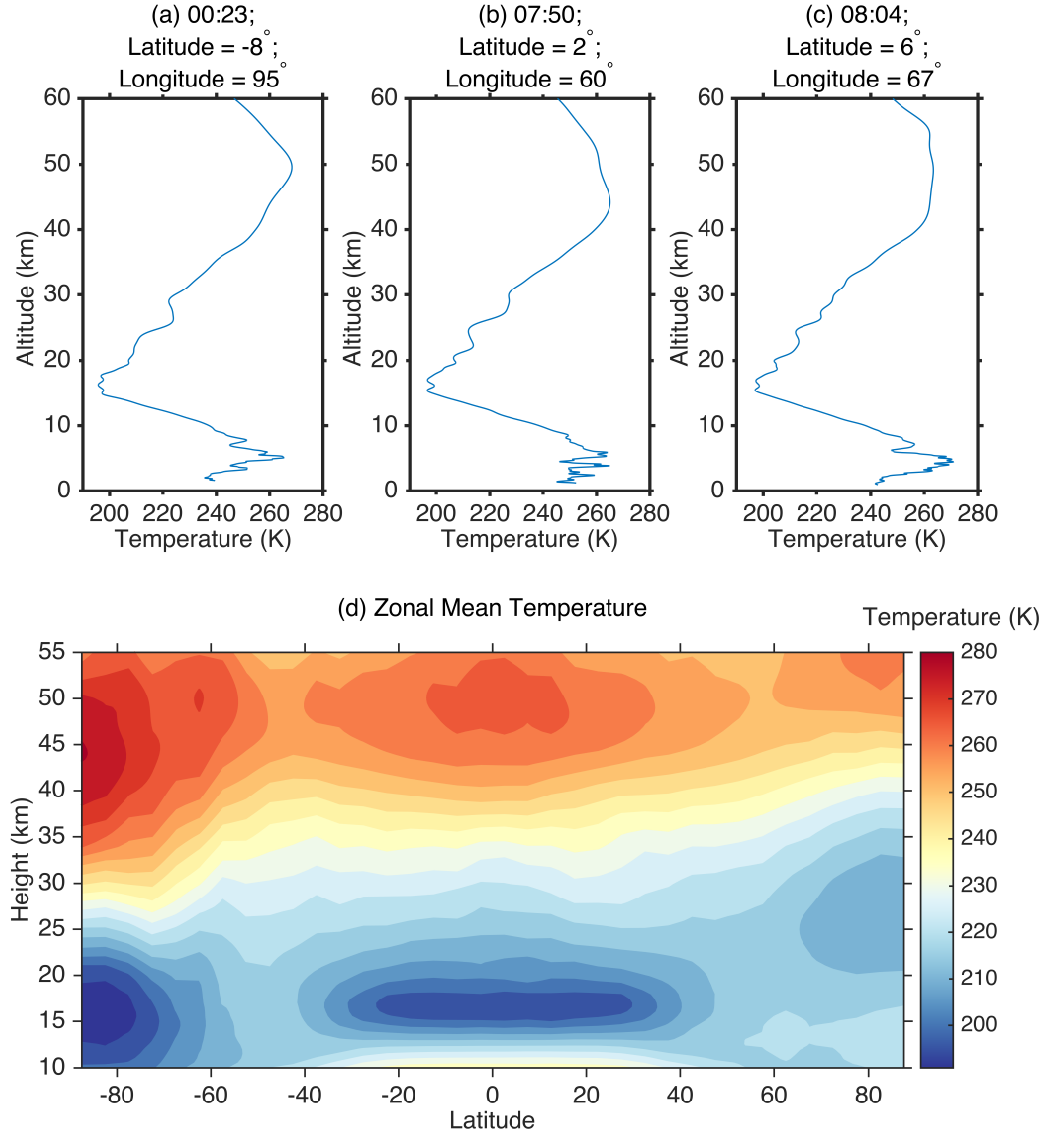 (a) 00:23;
Latitude = -8°;
Longitude = 95°
(b) 07:50;
Latitude = 2°;
Longitude = 60°
(c) 08:04;
Latitude = 6°;
Longitude = 67°
60
50
40
30
20
10
0
Altitude (km)
200 220 240 260 280
Temperature (K)
60
50
40
30
20
10
0
Altitude (km)
200 220 240 260 280
Temperature (K)
60
50
40
30
20
10
0
Altitude (km)
200 220 240 260 280
Temperature (K)
(d) Zonal Mean Temperature
Temperature (K)
55
50
45
40
35
30
25
20
15
10
Height (km)
-80 -60 -40 -20 0 20 40 60 80
Latitude
280
270
260
250
240
230
220
210
200